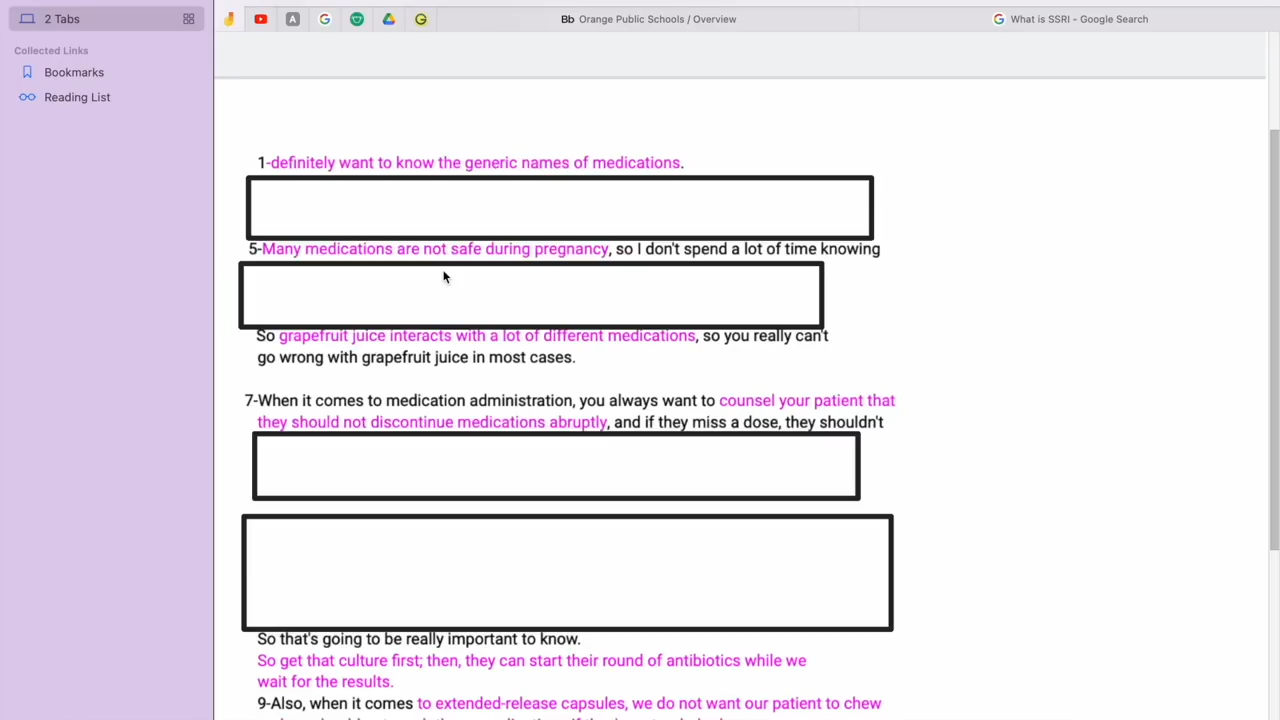 2 Tabs
Collected Links
Bookmarks
Reading List
A
G
G
Bb Orange Public Schools / Overview
G What is SSRI - Google Search
1-definitely want to know the generic names of medications.
5-Many medications are not safe during pregnancy, so I don't spend a lot of time knowing
So grapefruit juice interacts with a lot of different medications, so you really can't
go wrong with grapefruit juice in most cases.
7-When it comes to medication administration, you always want to counsel your patient that
they should not discontinue medications abruptly, and if they miss a dose, they shouldn't
So that's going to be really important to know.
So get that culture first; then, they can start their round of antibiotics while we
wait for the results.
9-Also, when it comes to extended-release capsules, we do not want our patient to chew